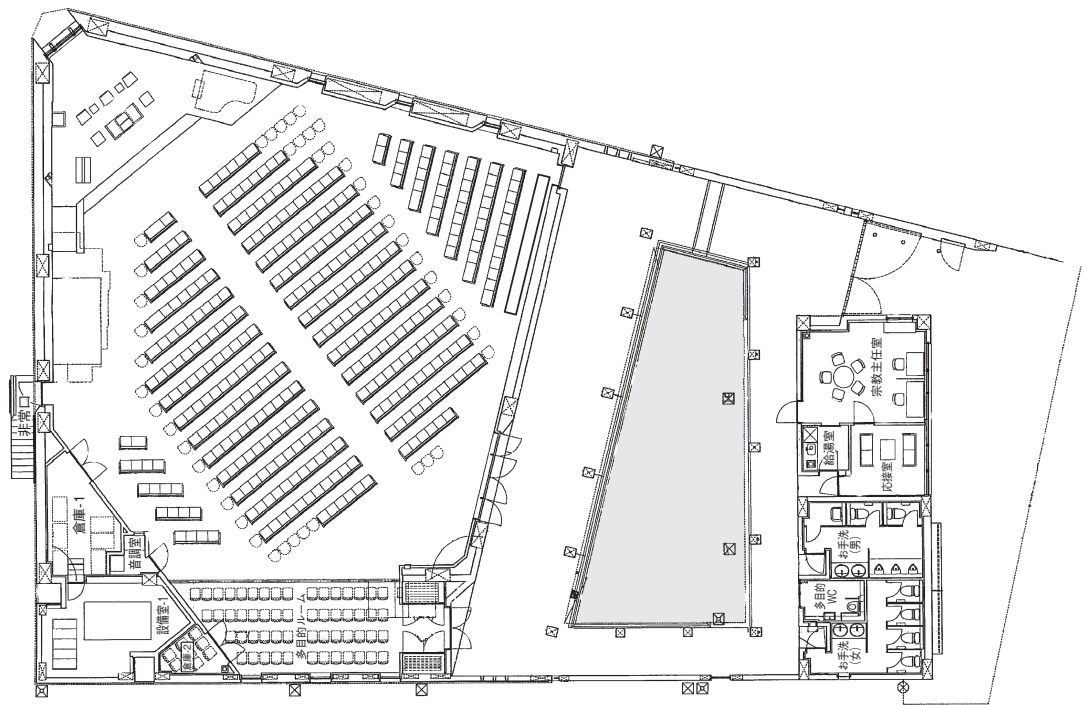 非常口
倉庫-1
音調室
設備室-1
倉庫-2
多目的ルーム
宗教主任室
給湯室
応接室
お手洗
(男)
多目的
WC
お手洗
(女)